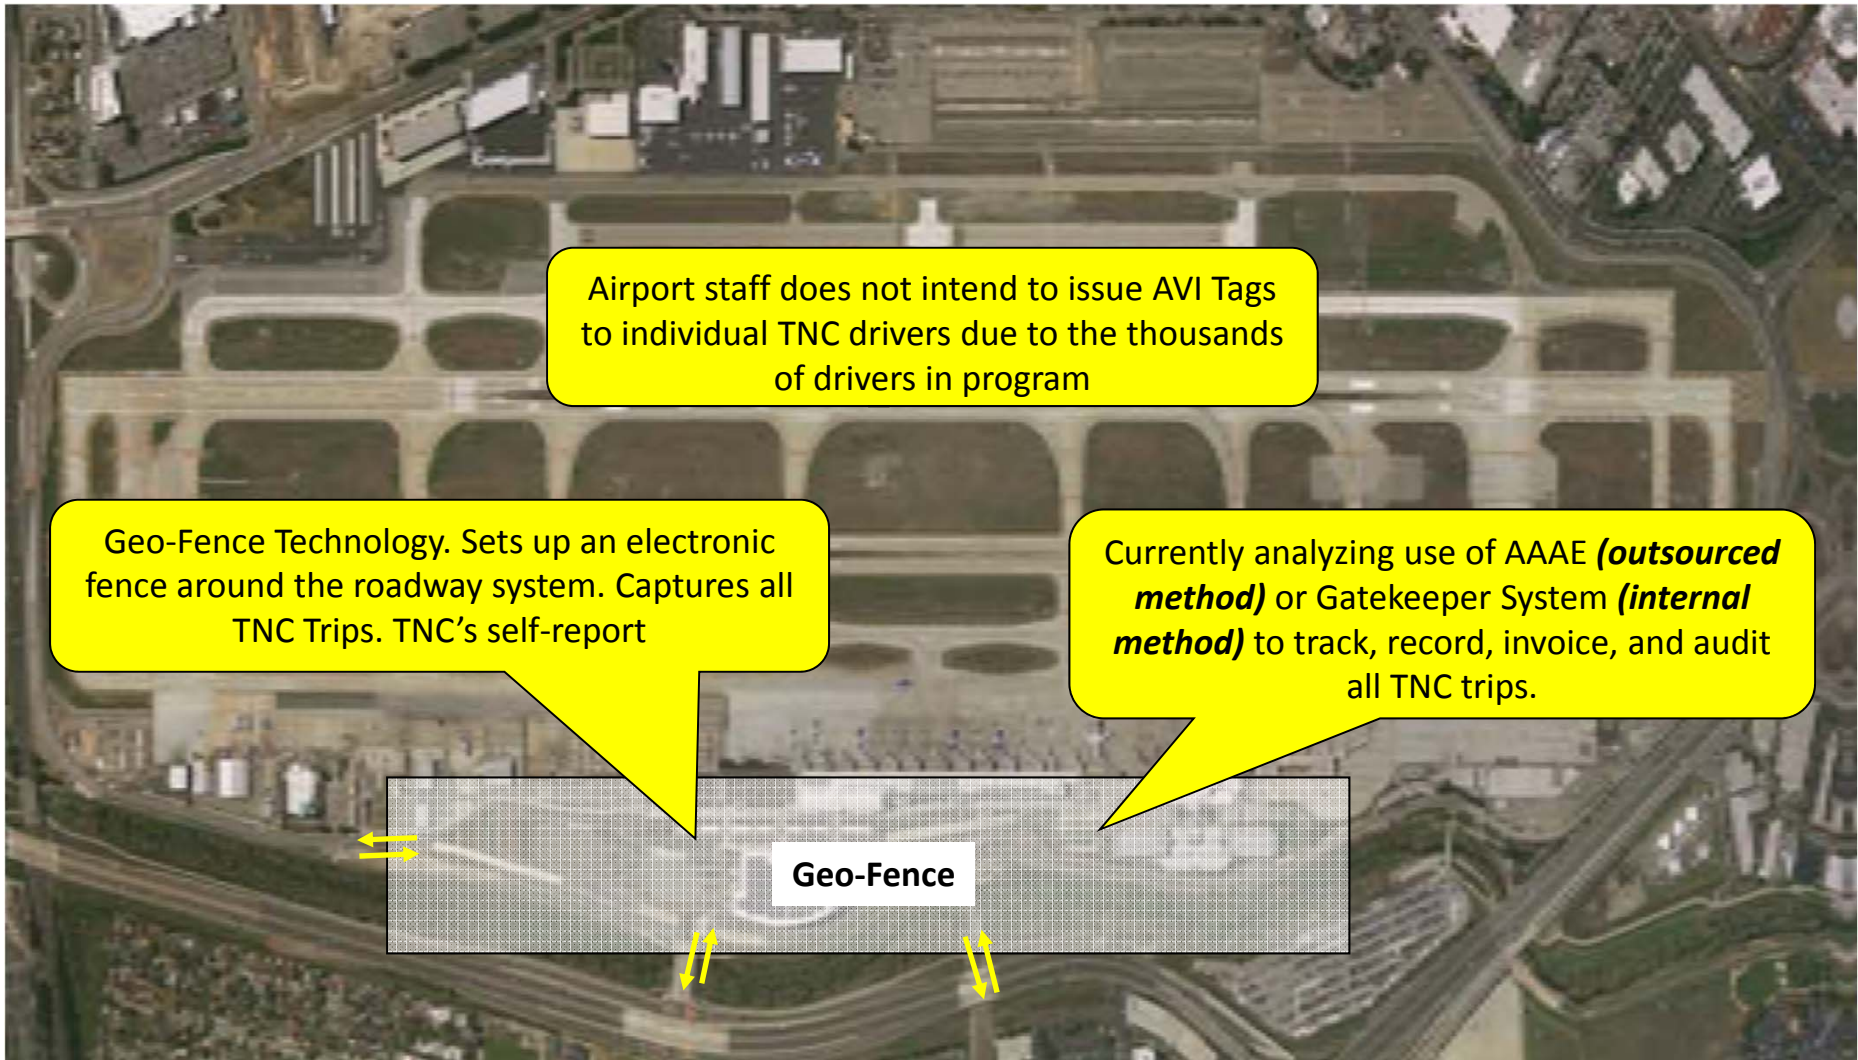 Airport staff does not intend to issue AVI Tags
to individual TNC drivers due to the thousands
of drivers in program
Geo-Fence Technology. Sets up an electronic
fence around the roadway system. Captures all
TNC Trips. TNC’s self-report
Currently analyzing use of AAAE (outsourced
method) or Gatekeeper System (internal
method) to track, record, invoice, and audit
all TNC trips.
Geo-Fence